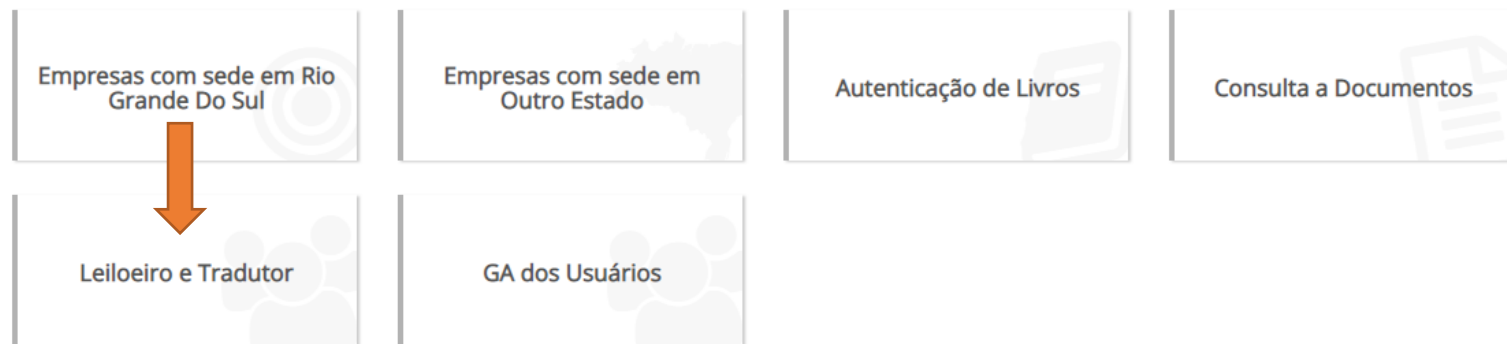 Empresas com sede em Rio
Grande Do Sul
Empresas com sede em
Outro Estado
Autenticação de Livros
Consulta a Documentos
Leiloeiro e Tradutor
GA dos Usuários